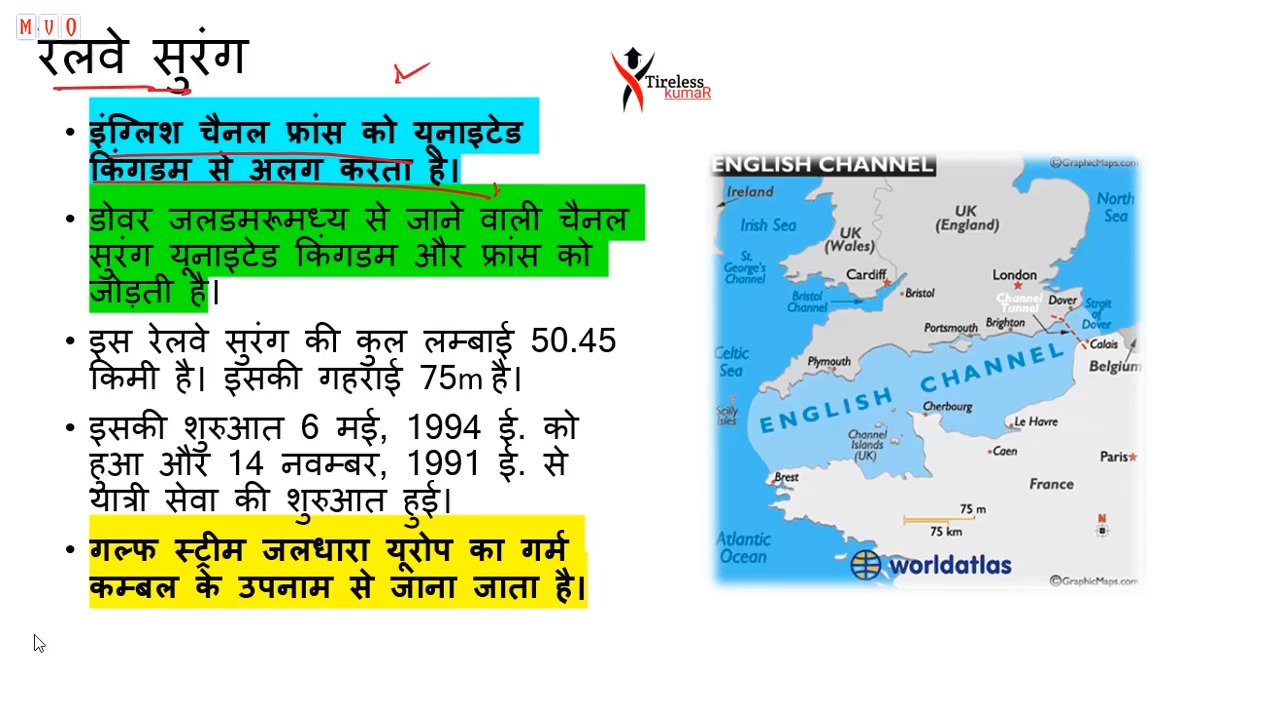 MVO
रेलवे सुरंग
Tireless
kumaR
• इंग्लिश चैनल फ्रांस को यूनाइटेड
किंगडम से अलग करता है।
• डोवर जलडमरूमध्य से जाने वाली चैनल
सुरंग यूनाइटेड किंगडम और फ्रांस को
जोड़ती है।
• इस रेलवे सुरंग की कुल लम्बाई 50.45
किमी है। इसकी गहराई 75m है।
• इसकी शुरुआत 6 मई, 1994 ई. को
हुआ और 14 नवम्बर, 1991 ई. से
यात्री सेवा की शुरुआत हुई।
• गल्फ स्ट्रीम जलधारा यूरोप का गर्म
कम्बल के उपनाम से जाना जाता है।
ENGLISH CHANNEL
©GraphicMaps.com
Ireland
North
Sea
Irish Sea
UK
(England)
UK
(Wales)
St.
George's
Channel
Cardiff
London
Bristol
Bristol
Channel
Channel
Tunnel
Dover
Strait
of
Dover
Portsmouth
Brighton
Calais
Celtic
Sea
Plymouth
Belgium
ENGLISH CHANNEL
Scilly
Isles
Cherbourg
Le Havre
Channel
Islands
(UK)
Caen
Paris
Brest
France
75 m
75 km
N
Atlantic
Ocean
worldatlas
©GraphicMaps.com